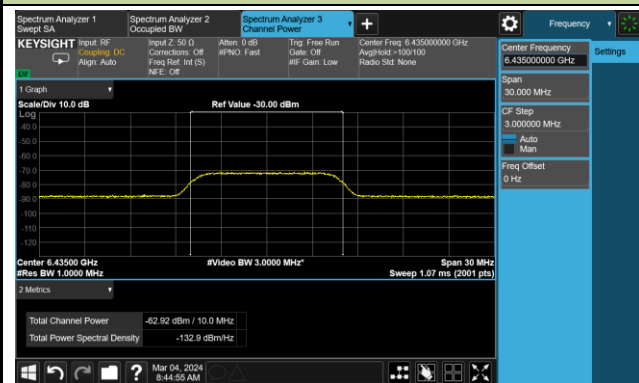 Spectrum Analyzer 1
Swept SA
Spectrum Analyzer 2
Occupied BW
Spectrum Analyzer 3
Channel Power
Frequency
KEYSIGHT
Input: RF
Coupling: DC
Align: Auto
Input Z: 50 Ω
Corrections: Off
Freq Ref: Int (S)
NFE: Off
Atten: 0 dB
#PNO: Fast
Trig: Free Run
Gate: Off
#IF Gain: Low
Center Freq: 6.435000000 GHz
Avg|Hold:>100/100
Radio Std: None
LXI
Center Frequency
6.435000000 GHz
Settings
Span
30.000 MHz
CF Step
3.000000 MHz
Auto
Man
Freq Offset
0 Hz
1 Graph
Scale/Div 10.0 dB
Ref Value -30.00 dBm
Log
-40.0
-50.0
-60.0
-70.0
-80.0
-90.0
-100
-110
-120
Center 6.43500 GHz
#Video BW 3.0000 MHz*
Span 30 MHz
#Res BW 1.0000 MHz
Sweep 1.07 ms (2001 pts)
2 Metrics
Total Channel Power -62.92 dBm / 10.0 MHz
Total Power Spectral Density -132.9 dBm/Hz
?
Mar 04, 2024
8:44:55 AM